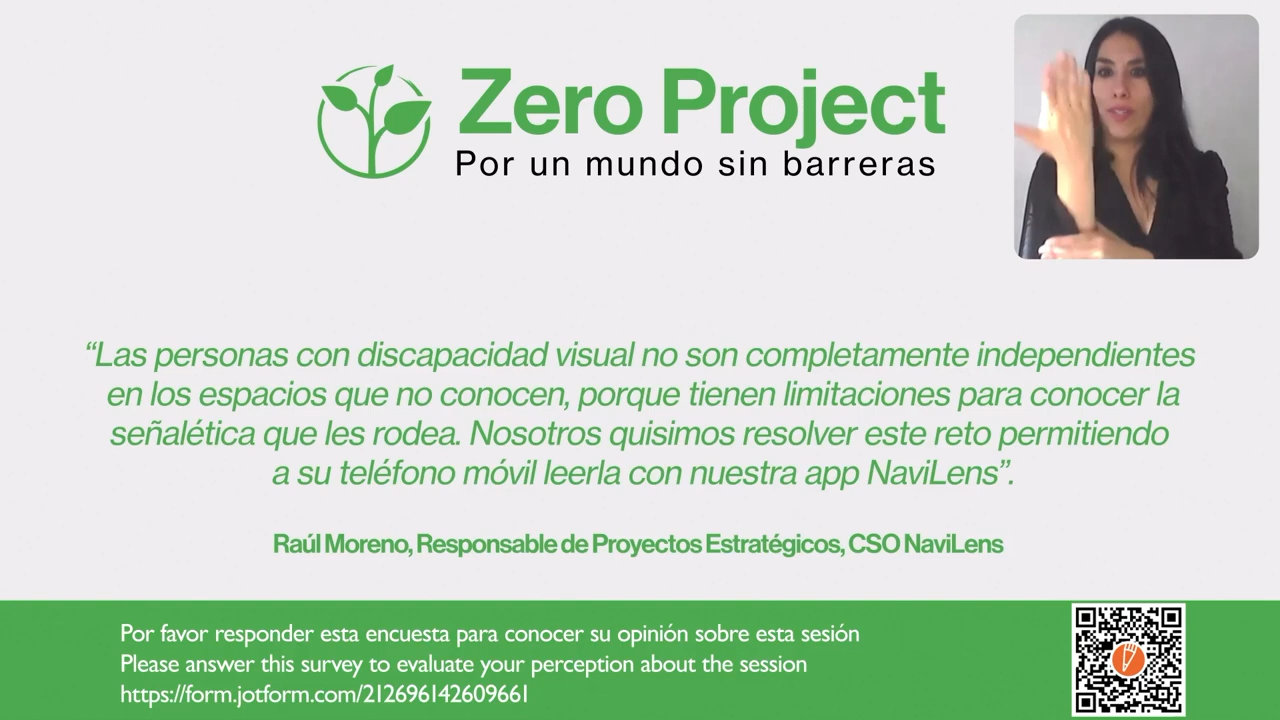 Zero Project
Por un mundo sin barreras
“Las personas con discapacidad visual no son completamente independientes
en los espacios que no conocen, porque tienen limitaciones para conocer la
señalética que les rodea. Nosotros quisimos resolver este reto permitiendo
a su teléfono móvil leerla con nuestra app NaviLens”.
Raúl Moreno, Responsable de Proyectos Estratégicos, CSO NaviLens
Por favor responder esta encuesta para conocer su opinión sobre esta sesión
Please answer this survey to evaluate your perception about the session
https://form.jotform.com/212696142609661